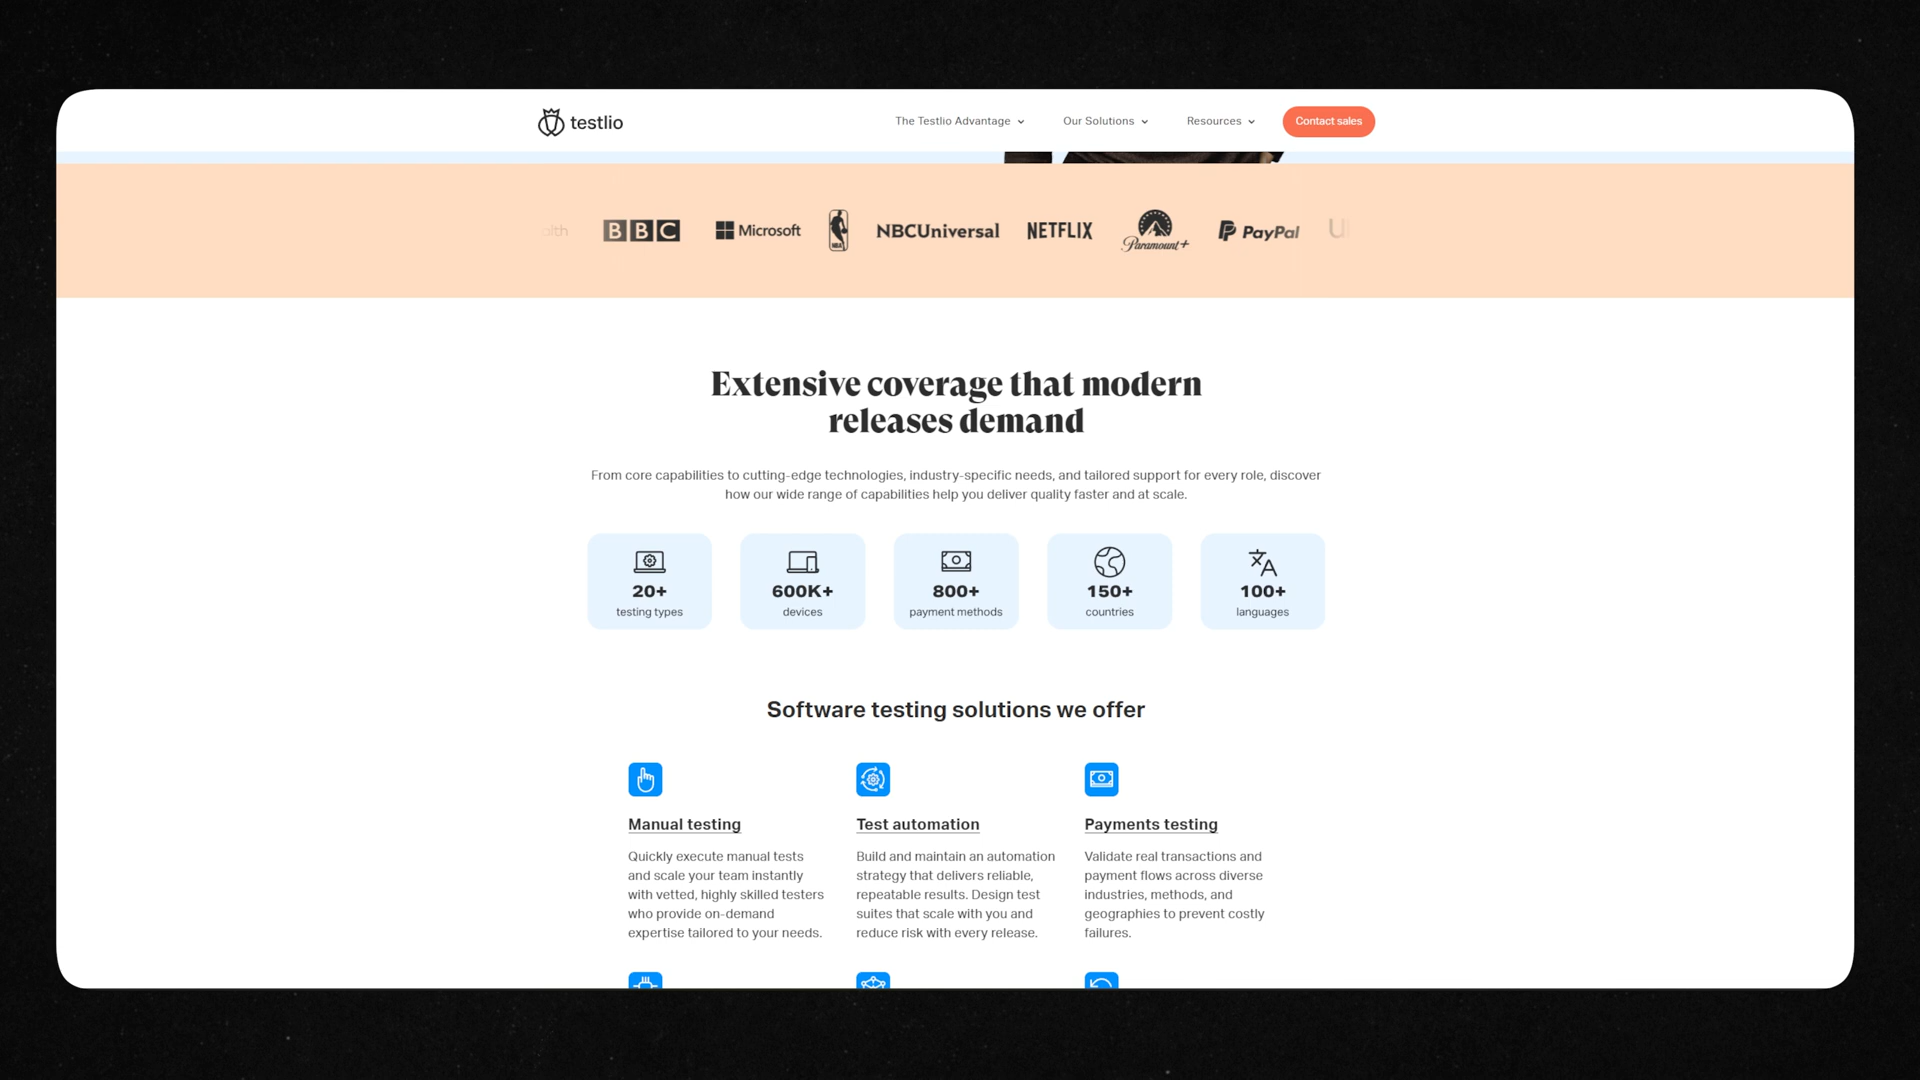 testlio
The Testlio Advantage
Our Solutions
Resources
Contact sales
alth
BBC
Microsoft
NBA
NBCUniversal
NETFLIX
Paramount+
PayPal
Extensive coverage that modern
releases demand
From core capabilities to cutting-edge technologies, industry-specific needs, and tailored support for every role, discover
how our wide range of capabilities help you deliver quality faster and at scale.
20+
testing types
600K+
devices
800+
payment methods
150+
countries
100+
languages
Software testing solutions we offer
Manual testing
Quickly execute manual tests
and scale your team instantly
with vetted, highly skilled testers
who provide on-demand
expertise tailored to your needs.
Test automation
Build and maintain an automation
strategy that delivers reliable,
repeatable results. Design test
suites that scale with you and
reduce risk with every release.
Payments testing
Validate real transactions and
payment flows across diverse
industries, methods, and
geographies to prevent costly
failures.